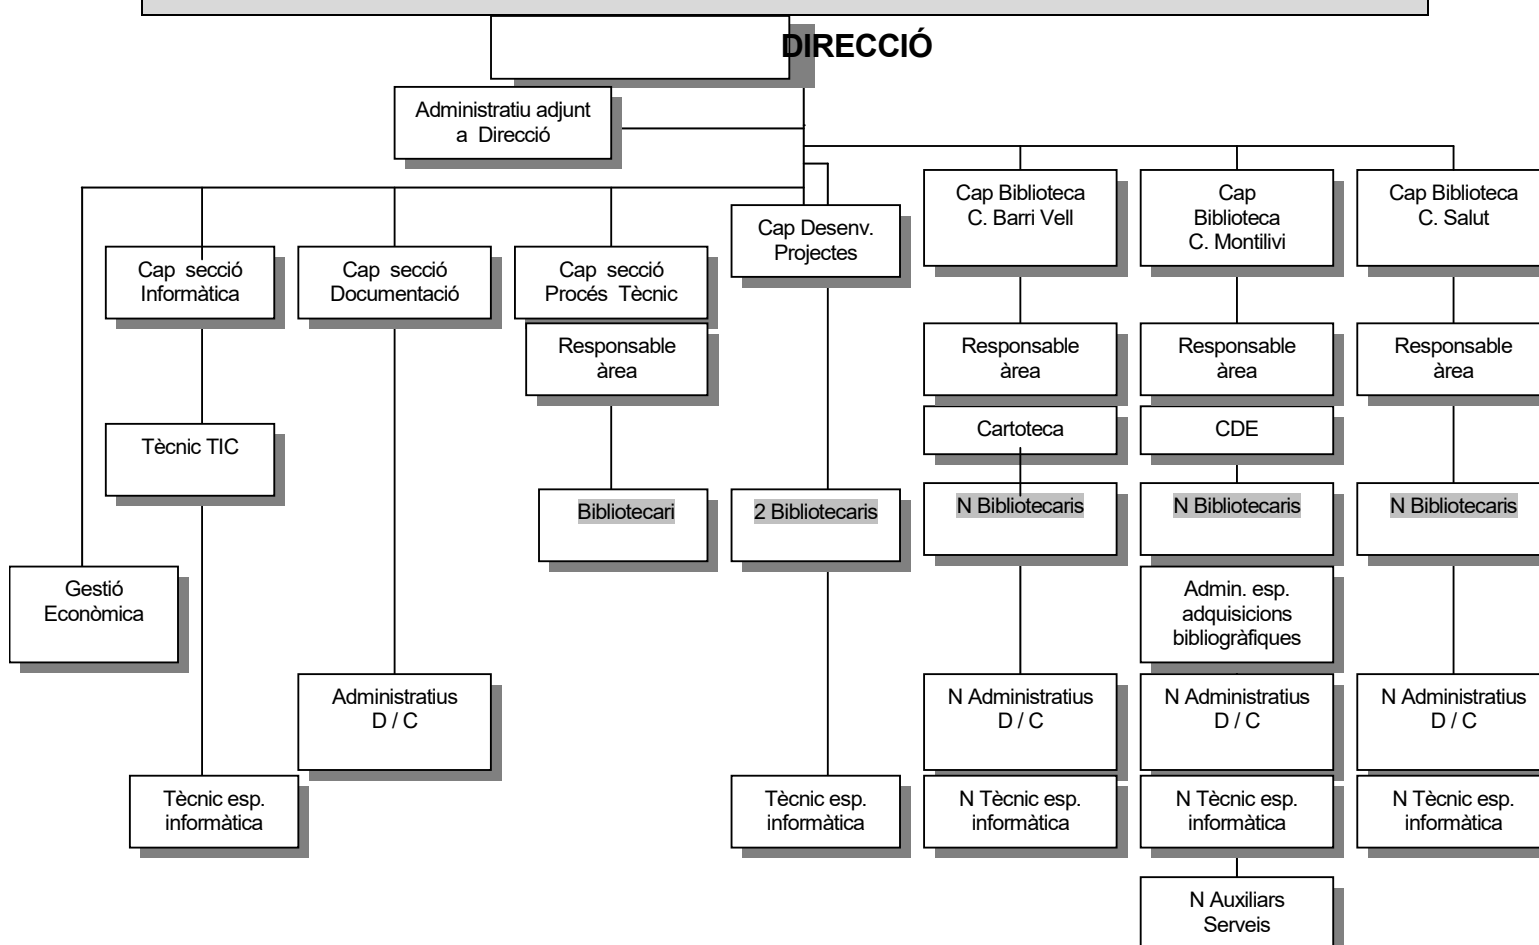 DIRECCIÓ
Administratiu adjunt
a Direcció
Cap Biblioteca
C. Barri Vell
Cap
Biblioteca
C. Montilivi
Cap Biblioteca
C. Salut
Cap Desenv.
Projectes
Cap secció
Informàtica
Cap secció
Documentació
Cap secció
Procés Tècnic
Responsable
àrea
Responsable
àrea
Responsable
àrea
Responsable
àrea
Cartoteca
CDE
Tècnic TIC
Bibliotecari
2 Bibliotecaris
N Bibliotecaris
N Bibliotecaris
N Bibliotecaris
Gestió
Econòmica
Admin. esp.
adquisicions
bibliogràfiques
Administratius
D / C
N Administratius
D / C
N Administratius
D / C
N Administratius
D / C
Tècnic esp.
informàtica
Tècnic esp.
informàtica
N Tècnic esp.
informàtica
N Tècnic esp.
informàtica
N Tècnic esp.
informàtica
N Auxiliars
Serveis